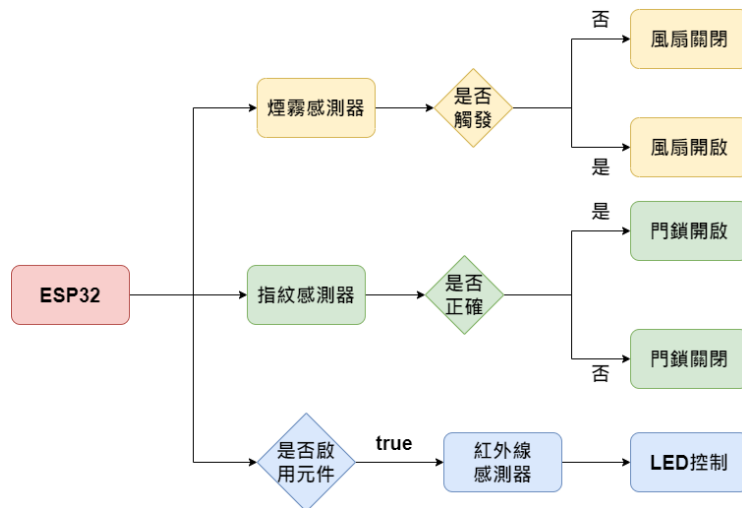 否
風扇關閉
煙霧感測器
是否
觸發
風扇開啟
是
是
門鎖開啟
ESP32
指紋感測器
是否
正確
門鎖關閉
否
true
是否啟
用元件
紅外線
感測器
LED控制